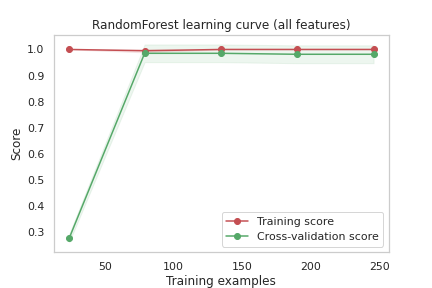 RandomForest learning curve (all features)
1.0
0.9
0.8
0.7
0.6
0.5
0.4
0.3
Score
Training score
Cross-validation score
50
100
150
200
250
Training examples